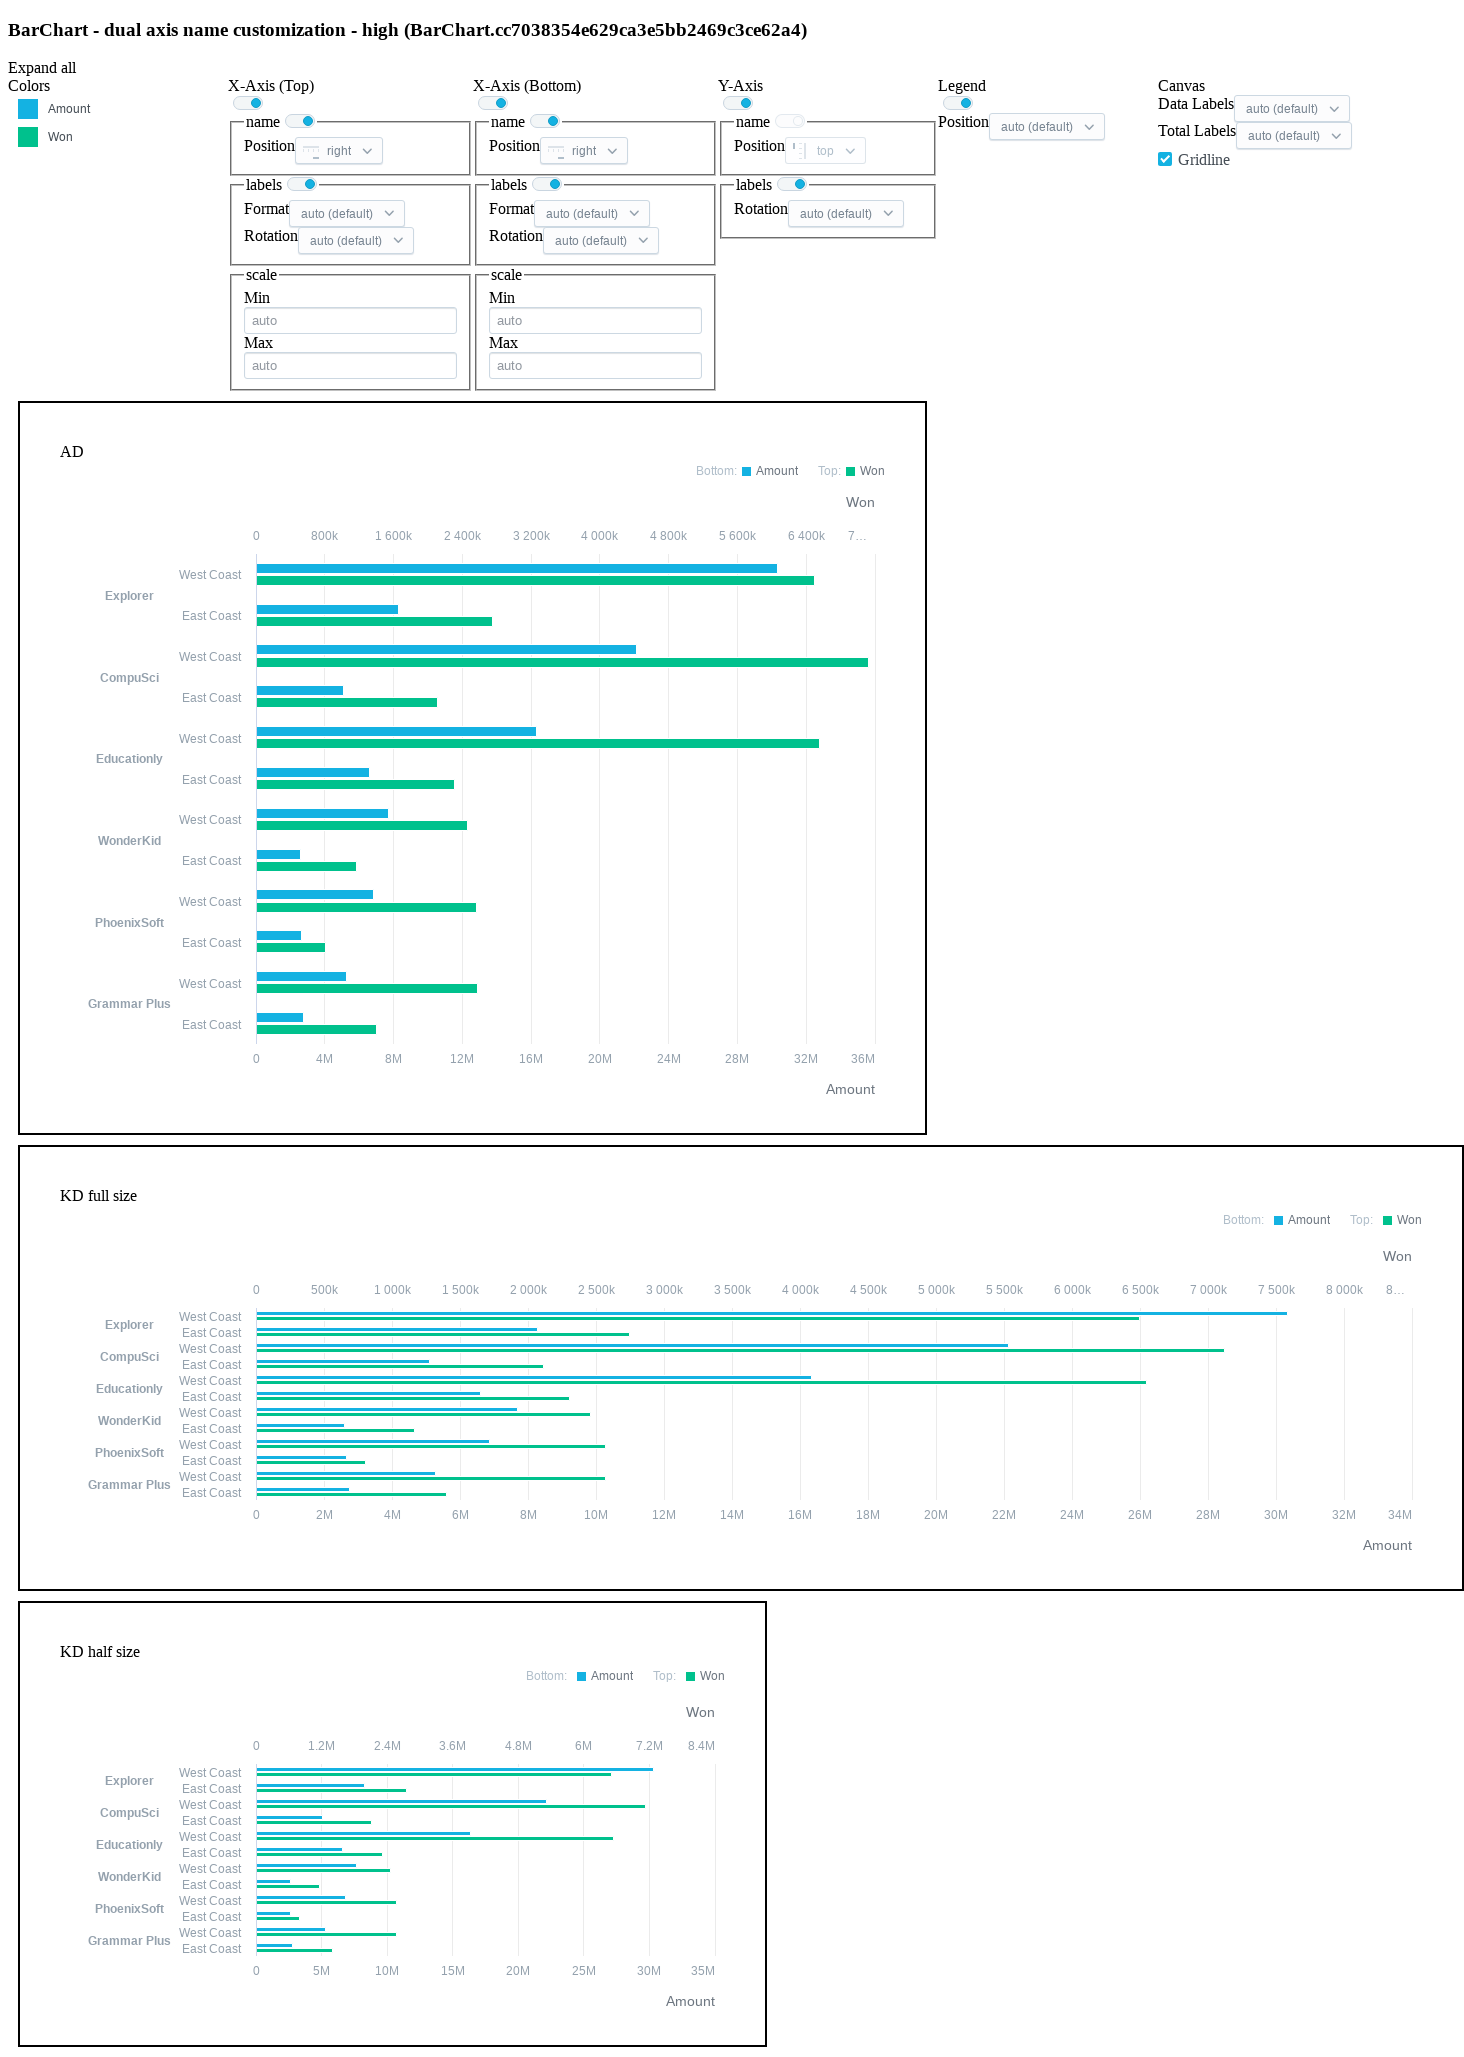 BarChart - dual axis name customization - high (BarChart.cc7038354e629ca3e5bb2469c3ce62a4)
Expand all
Colors
Amount
Won
X-Axis (Top)
name
Position right
labels
Format auto (default)
Rotation auto (default)
scale
Min
auto
Max
auto
X-Axis (Bottom)
name
Position right
labels
Format auto (default)
Rotation auto (default)
scale
Min
auto
Max
auto
Y-Axis
name
Position top
labels
Rotation auto (default)
Legend
Position auto (default)
Canvas
Data Labels auto (default)
Total Labels auto (default)
Gridline
AD
Bottom: Amount Top: Won
Won
0 800k 1 600k 2 400k 3 200k 4 000k 4 800k 5 600k 6 400k 7…
West Coast
Explorer
East Coast
West Coast
CompuSci
East Coast
West Coast
Educationly
East Coast
West Coast
WonderKid
East Coast
West Coast
PhoenixSoft
East Coast
West Coast
Grammar Plus
East Coast
0 4M 8M 12M 16M 20M 24M 28M 32M 36M
Amount
KD full size
Bottom: Amount Top: Won
Won
0 500k 1 000k 1 500k 2 000k 2 500k 3 000k 3 500k 4 000k 4 500k 5 000k 5 500k 6 000k 6 500k 7 000k 7 500k 8 000k 8…
West Coast
Explorer
East Coast
West Coast
CompuSci
East Coast
West Coast
Educationly
East Coast
West Coast
WonderKid
East Coast
West Coast
PhoenixSoft
East Coast
West Coast
Grammar Plus
East Coast
0 2M 4M 6M 8M 10M 12M 14M 16M 18M 20M 22M 24M 26M 28M 30M 32M 34M
Amount
KD half size
Bottom: Amount Top: Won
Won
0 1.2M 2.4M 3.6M 4.8M 6M 7.2M 8.4M
West Coast
Explorer
East Coast
West Coast
CompuSci
East Coast
West Coast
Educationly
East Coast
West Coast
WonderKid
East Coast
West Coast
PhoenixSoft
East Coast
West Coast
Grammar Plus
East Coast
0 5M 10M 15M 20M 25M 30M 35M
Amount